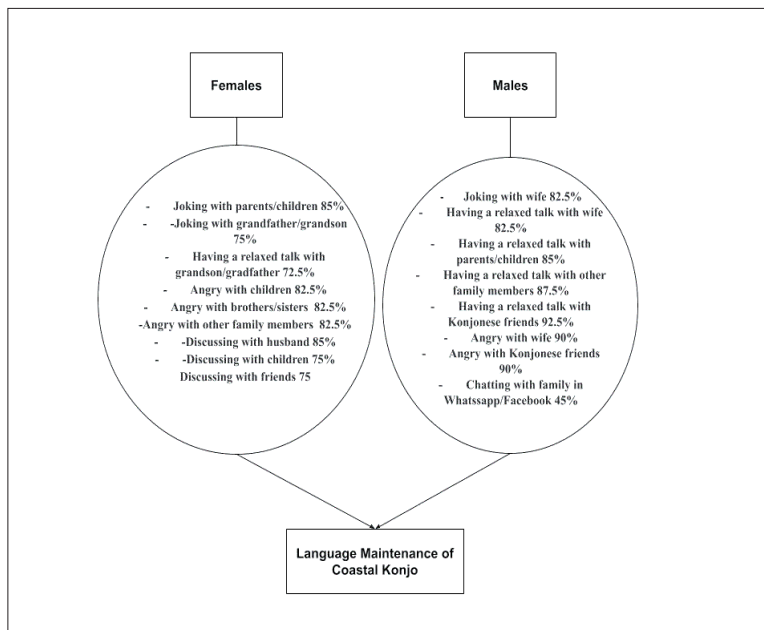 Females
- Joking with parents/children 85%
- -Joking with grandfather/grandson
75%
- Having a relaxed talk with
grandson/gradfather 72.5%
- Angry with children 82.5%
- Angry with brothers/sisters 82.5%
-Angry with other family members 82.5%
- -Discussing with husband 85%
- -Discussing with children 75%
Discussing with friends 75
Males
- Joking with wife 82.5%
- Having a relaxed talk with wife
82.5%
- Having a relaxed talk with
parents/children 85%
- Having a relaxed talk with other
family members 87.5%
- Having a relaxed talk with
Konjonese friends 92.5%
- Angry with wife 90%
- Angry with Konjonese friends
90%
- Chatting with family in
Whatssapp/Facebook 45%
Language Maintenance of
Coastal Konjo